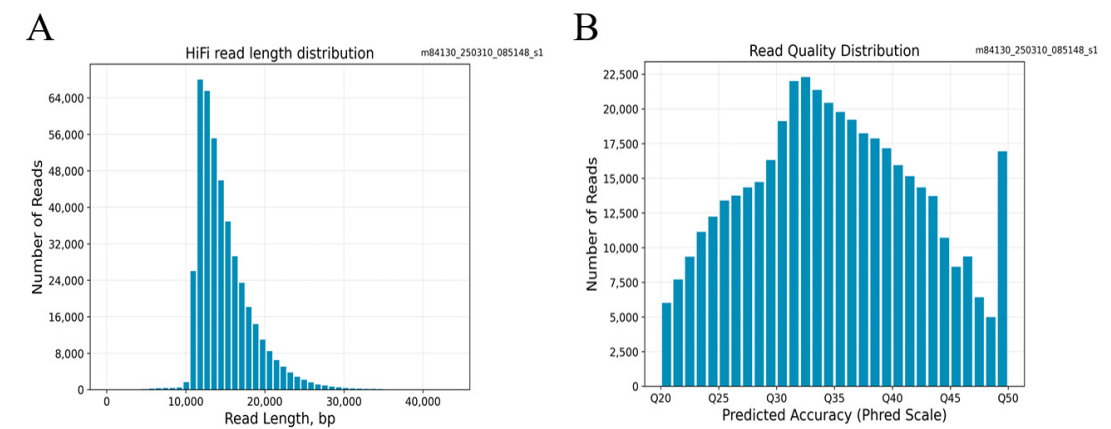 A
HiFi read length distribution
m84130_250310_085148_s1
Number of Reads
64,000
56,000
48,000
40,000
32,000
24,000
16,000
8,000
0
0 10,000 20,000 30,000 40,000
Read Length, bp
B
Read Quality Distribution
m84130_250310_085148_s1
Number of Reads
22,500
20,000
17,500
15,000
12,500
10,000
7,500
5,000
2,500
0
Q20 Q25 Q30 Q35 Q40 Q45 Q50
Predicted Accuracy (Phred Scale)